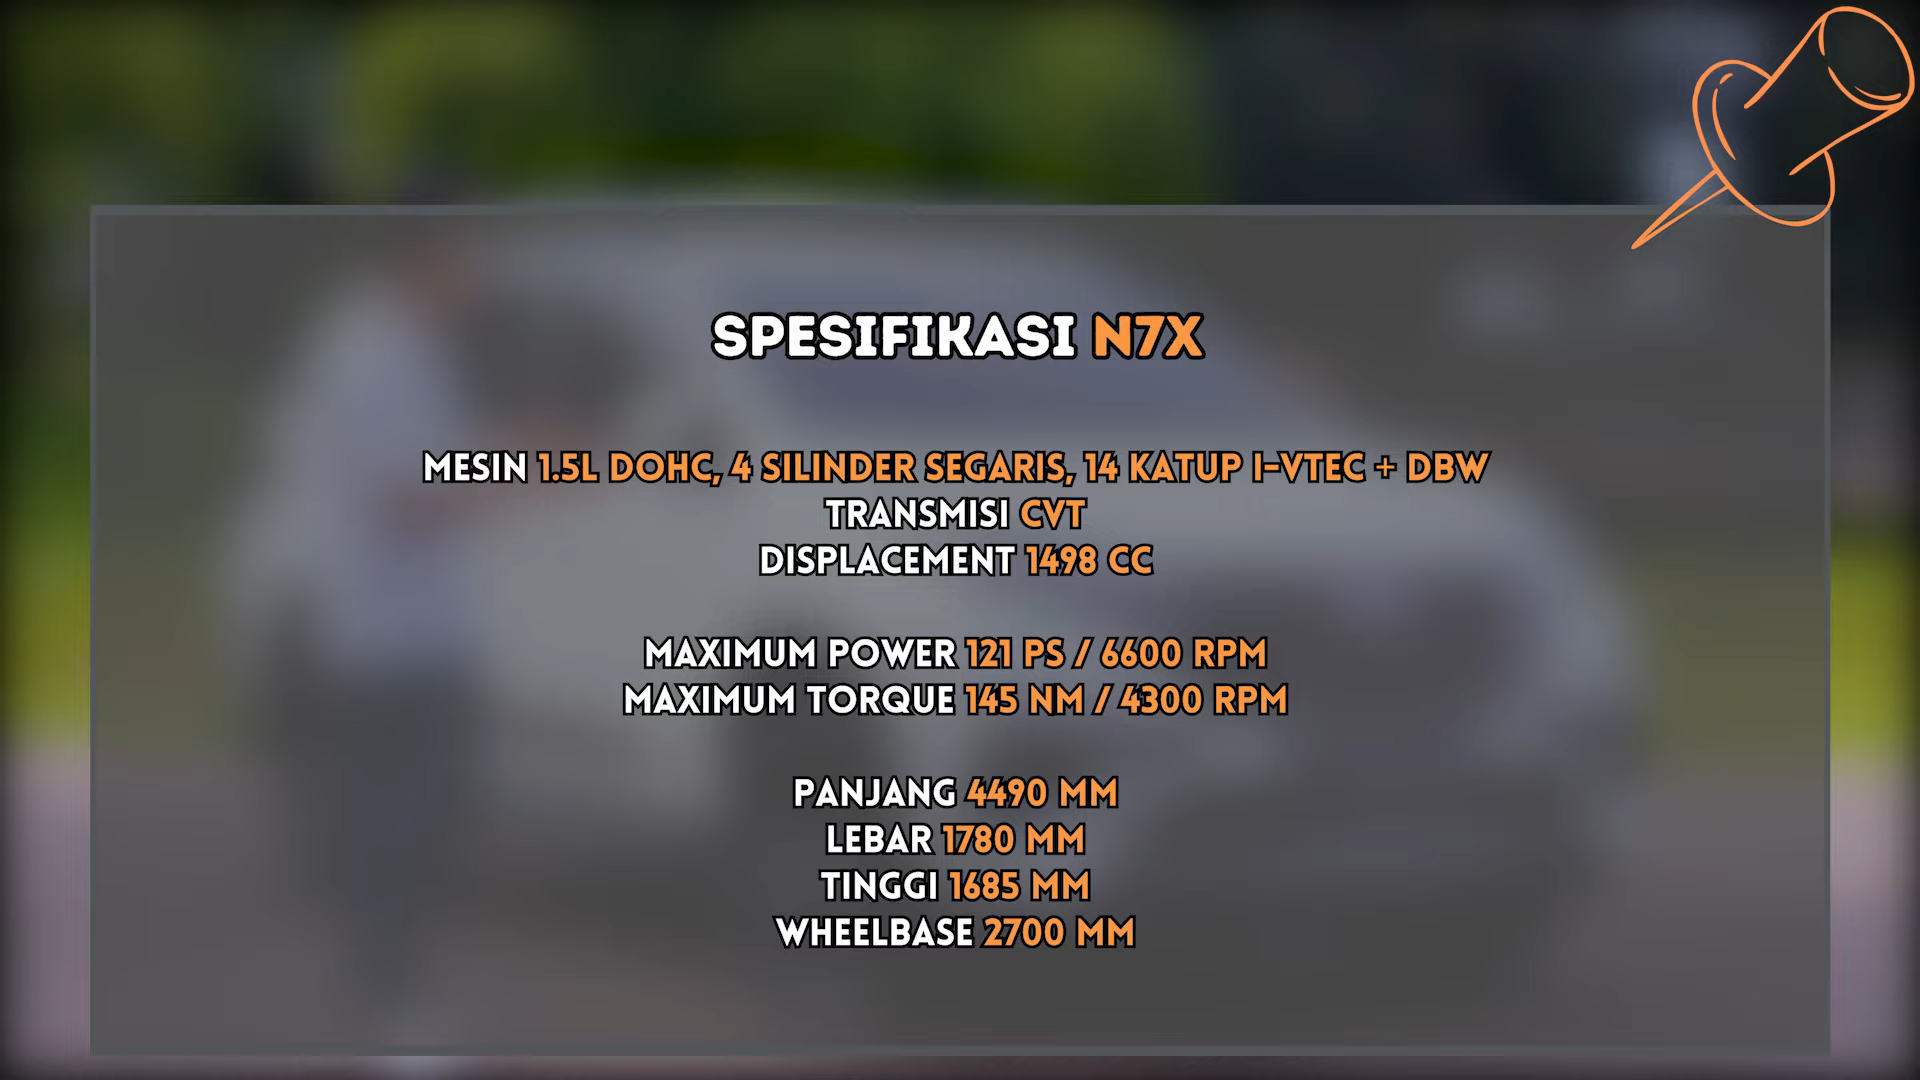 SPESIFIKASI N7X
MESIN 1.5L DOHC, 4 SILINDER SEGARIS, 14 KATUP I-VTEC + DBW
TRANSMISI CVT
DISPLACEMENT 1498 CC
MAXIMUM POWER 121 PS / 6600 RPM
MAXIMUM TORQUE 145 NM / 4300 RPM
PANJANG 4490 MM
LEBAR 1780 MM
TINGGI 1685 MM
WHEELBASE 2700 MM